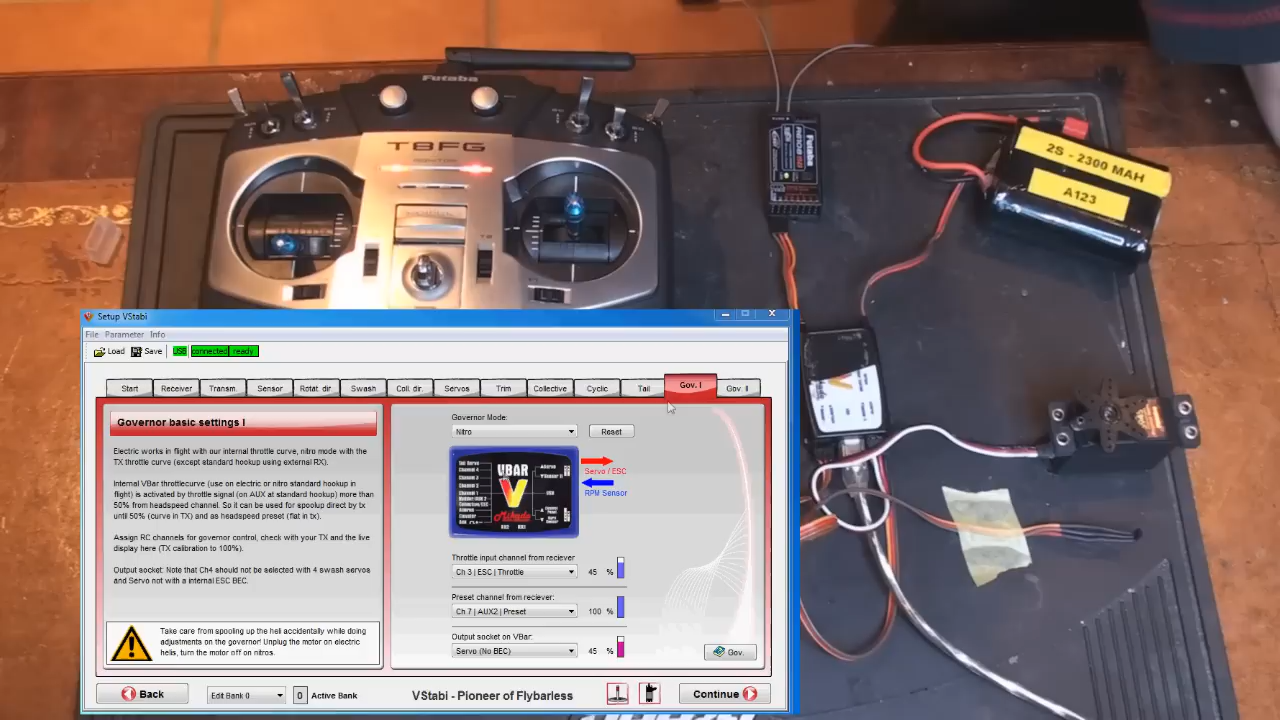 Futaba
T8FG
Futaba
2S - 2300 MAH
A123
Setup VStabi
File Parameter Info
Load Save USB connected ready
Start Receiver Transm. Sensor Rotat. dir. Swash Coll. dir. Servos Trim Collective Cyclic Tail Gov. I Gov. II
Governor basic settings I
Electric works in flight with our internal throttle curve, nitro mode with the
TX throttle curve (except standard hookup using external RX).
Internal VBar throttlecurve (use on electric or nitro standard hookup in
flight) is activated by throttle signal (on AUX at standard hookup) more than
50% from headspeed channel. So it can be used for spoolup direct by tx
until 50% (curve in TX) and as headspeed preset (flat in tx).
Assign RC channels for governor control, check with your TX and the live
display here (TX calibration to 100%).
Output socket: Note that Ch4 should not be selected with 4 swash servos
and Servo not with a internal ESC BEC.
Take care from spooling up the heli accidentally while doing
adjustments on the governor! Unplug the motor on electric
helis, turn the motor off on nitros.
Governor Mode:
Nitro Reset
VBAR
V
Mikado
Servo / ESC
RPM Sensor
Throttle input channel from reciever
Ch 3 | ESC | Throttle 45 %
Preset channel from reciever:
Ch 7 | AUX2 | Preset 100 %
Output socket on VBar:
Servo (No BEC) 45 %
Gov.
Back Edit Bank 0 0 Active Bank VStabi - Pioneer of Flybarless Continue